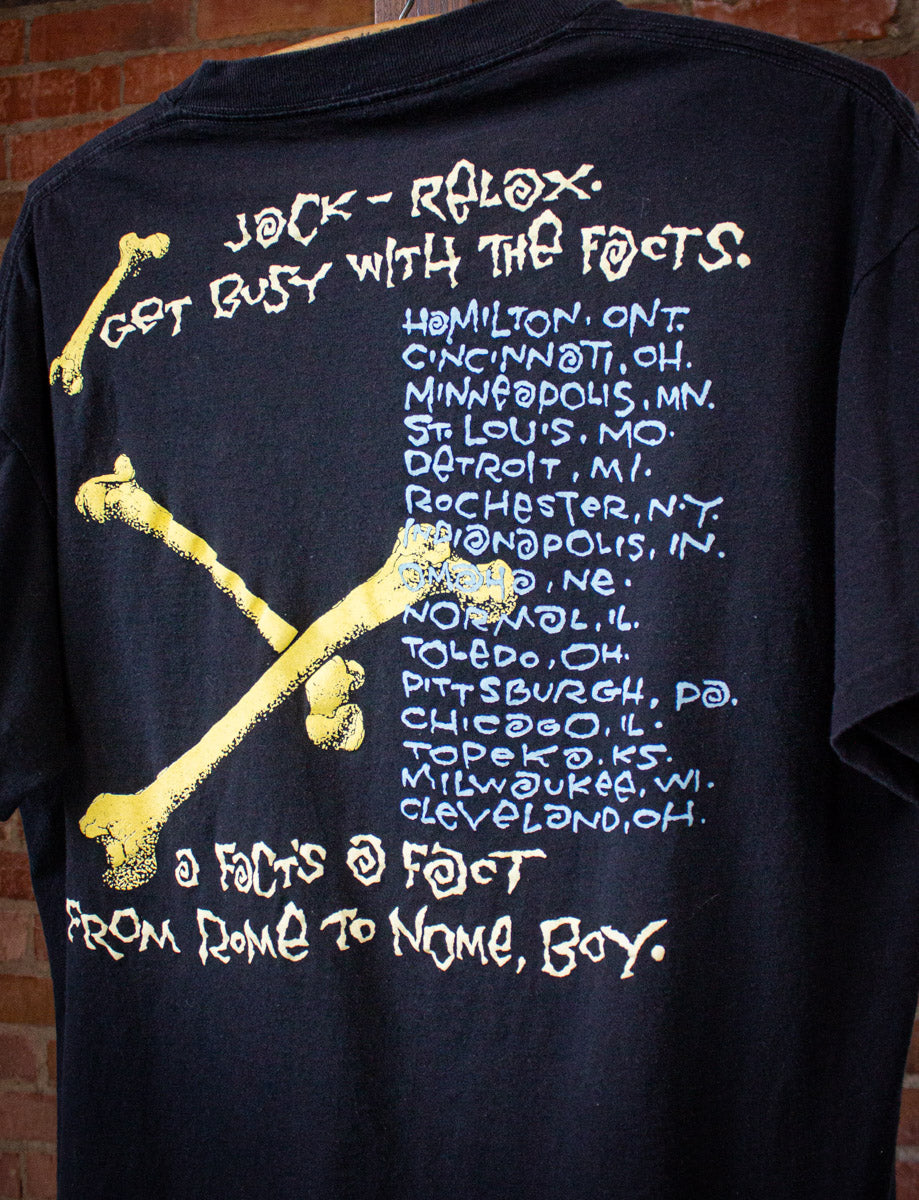 JaCK - ReLax.
GeT BUSY WITH THe FaCTS.
HaMILTON, ONT.
CINCINNaTI, OH.
MINNeaPOLIS, MN.
ST. LOUIS, MO.
DeTROIT, MI.
ROCHeSTeR, N.Y.
INDIaNaPOLIS, IN.
OMaHa, Ne.
NORMaL, IL.
TOLeDO, OH.
PITTSBURGH, Pa.
CHICaGO, IL.
TOPeKa, KS.
MILWaUKee, WI.
CLeVeLaND, OH.
a FaCT'S a FaCT
FROM ROMe TO NOMe, BOY.